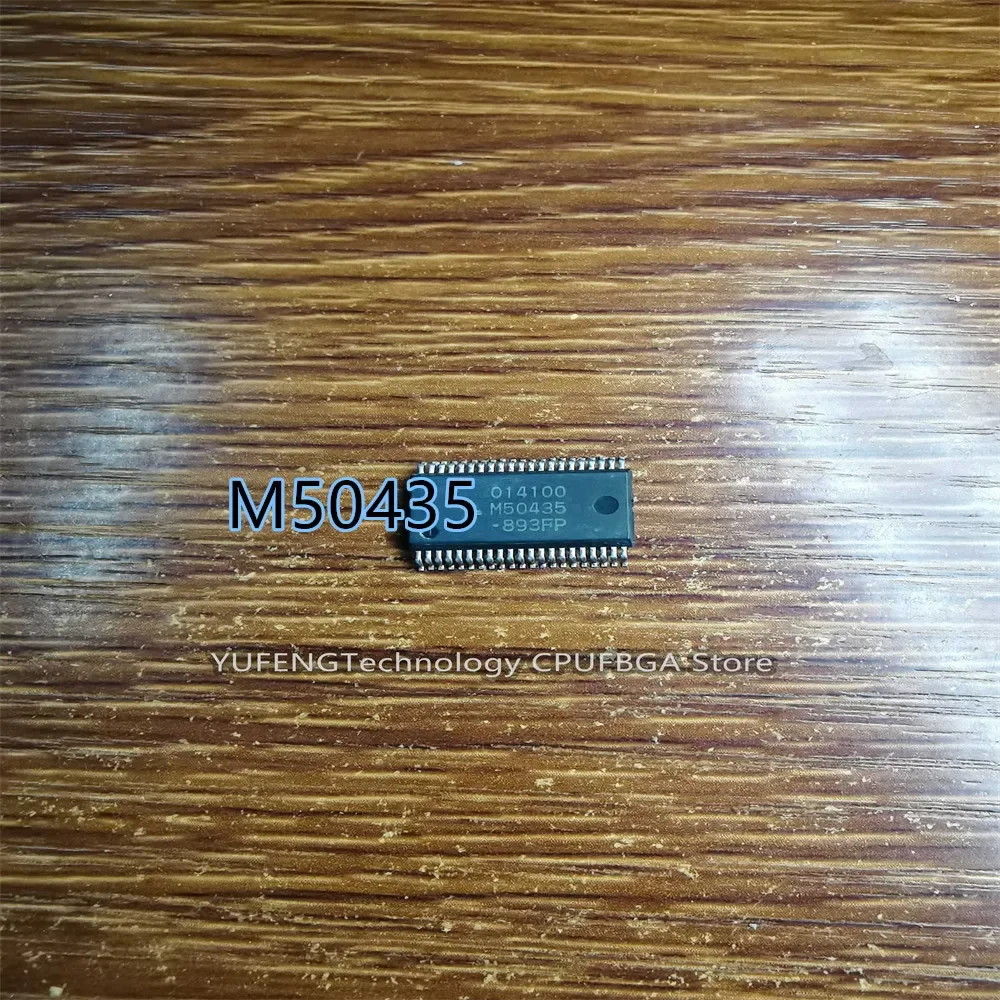 M50435
014100
M50435
-893FP
YUFENGTechnology CPUFBGA Store